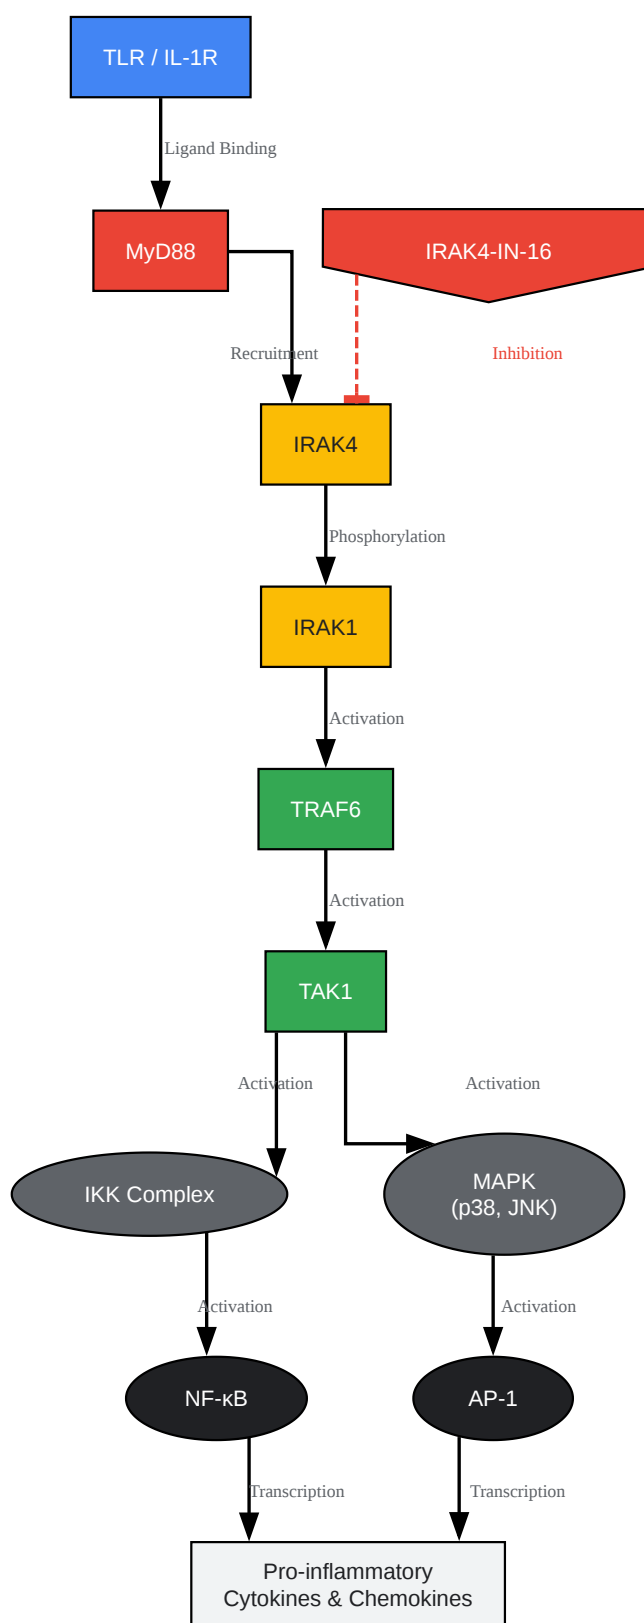 TLR / IL-1R
Ligand Binding
MyD88
IRAK4-IN-16
Recruitment
Inhibition
IRAK4
Phosphorylation
IRAK1
Activation
TRAF6
Activation
TAK1
Activation
Activation
IKK Complex
MAPK
(p38, JNK)
Activation
Activation
NF-κB
AP-1
Transcription
Transcription
Pro-inflammatory
Cytokines & Chemokines